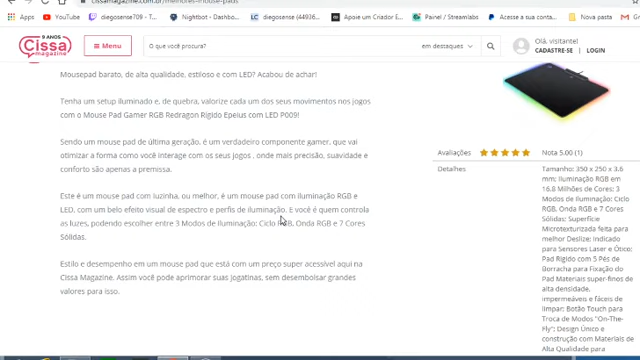 cissamagazine.com.br/melhores-mouse-pads
Apps
YouTube
diegosense709 - T...
Nightbot - Dashbo...
diegosense (44936...
Apoie um Criador E...
Painel / Streamlabs
Acesse a sua conta...
Nova pasta
9 ANOS
Cissa
magazine
Menu
O que você procura?
em destaques
Olá, visitante!
CADASTRE-SE | LOGIN
Mousepad barato, de alta qualidade, estiloso e com LED? Acabou de achar!
Tenha um setup iluminado e, de quebra, valorize cada um dos seus movimentos nos jogos
com o Mouse Pad Gamer RGB Redragon Rígido Epeius com LED P009!
Sendo um mouse pad de última geração, é um verdadeiro componente gamer, que vai
otimizar a forma como você interage com os seus jogos , onde mais precisão, suavidade e
conforto são apenas a premissa.
Este é um mouse pad com luzinha, ou melhor, é um mouse pad com iluminação RGB e
LED, com um belo efeito visual de espectro e perfis de iluminação. E você é quem controla
as luzes, podendo escolher entre 3 Modos de Iluminação: Ciclo RGB, Onda RGB e 7 Cores
Sólidas.
Estilo e desempenho em um mouse pad que está com um preço super acessível aqui na
Cissa Magazine. Assim você pode aprimorar suas jogatinas, sem desembolsar grandes
valores para isso.
Avaliações
Nota 5.00 (1)
Detalhes
Tamanho: 350 x 250 x 3.6
mm; Iluminação RGB em
16.8 Milhões de Cores; 3
Modos de Iluminação: Ciclo
RGB, Onda RGB e 7 Cores
Sólidas; Superfície
Microtexturizada feita para
melhor Deslize; Indicado
para Sensores Laser e Ótico;
Pad Rígido com 5 Pés de
Borracha para Fixação do
Pad Materiais super-finos de
alta densidade,
impermeáveis e fáceis de
limpar; Botão Touch para
Troca de Modos "On-The-
Fly"; Design Único e
construção com Materiais de
Alta Qualidade para